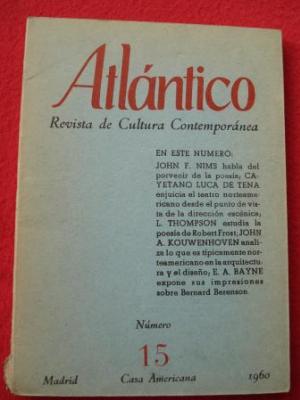 Atlántico
Revista de Cultura Contemporánea
EN ESTE NUMERO:
JOHN F. NIMS habla del
porvenir de la poesía; CA-
YETANO LUCA DE TENA
enjuicia el teatro norteame-
ricano desde el punto de vis-
ta de la dirección escénica;
L. THOMPSON estudia la
poesía de Robert Frost; JOHN
A. KOUWENHOVEN anali-
za lo que es típicamente nor-
teamericano en la arquitectu-
ra y el diseño; E. A. BAYNE
expone sus impresiones
sobre Bernard Berenson.
Número
15
Madrid Casa Americana 1960